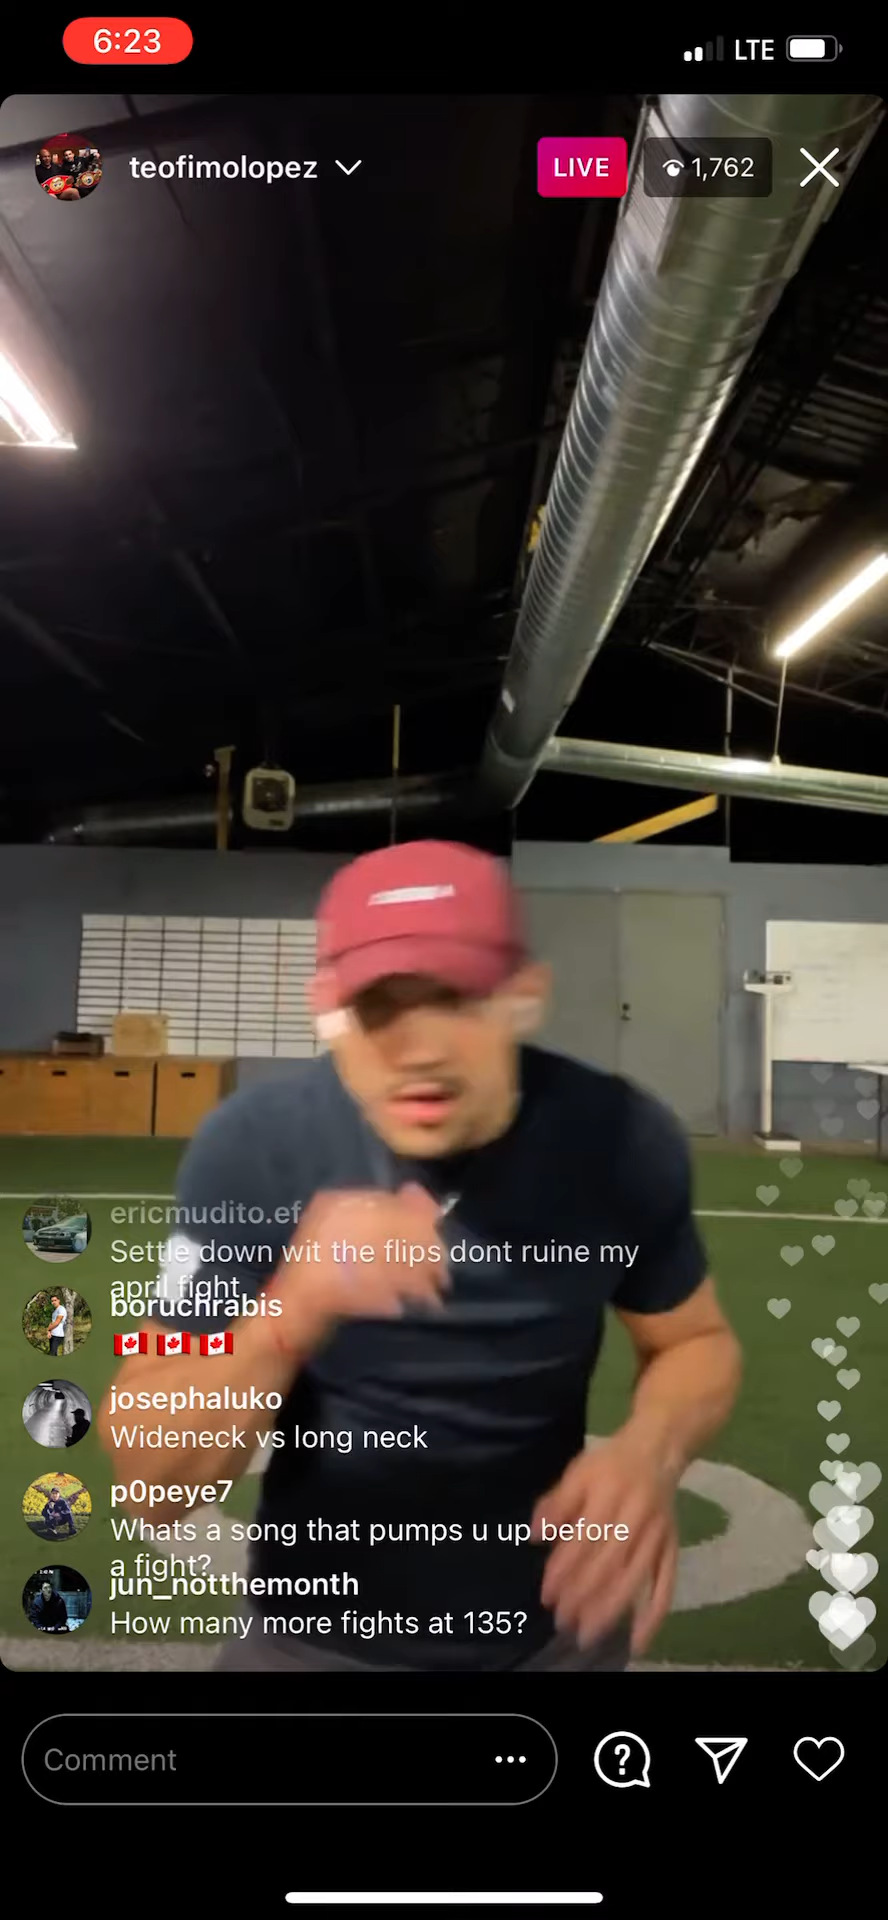 6:23
LTE
teofimolopez
LIVE
1,762
ericmudito.ef
Settle down wit the flips dont ruine my
april fight
boruchrabis
🇨🇦 🇨🇦 🇨🇦
josephaluko
Wideneck vs long neck
p0peye7
Whats a song that pumps u up before
a fight?
jun_notthemonth
How many more fights at 135?
Comment